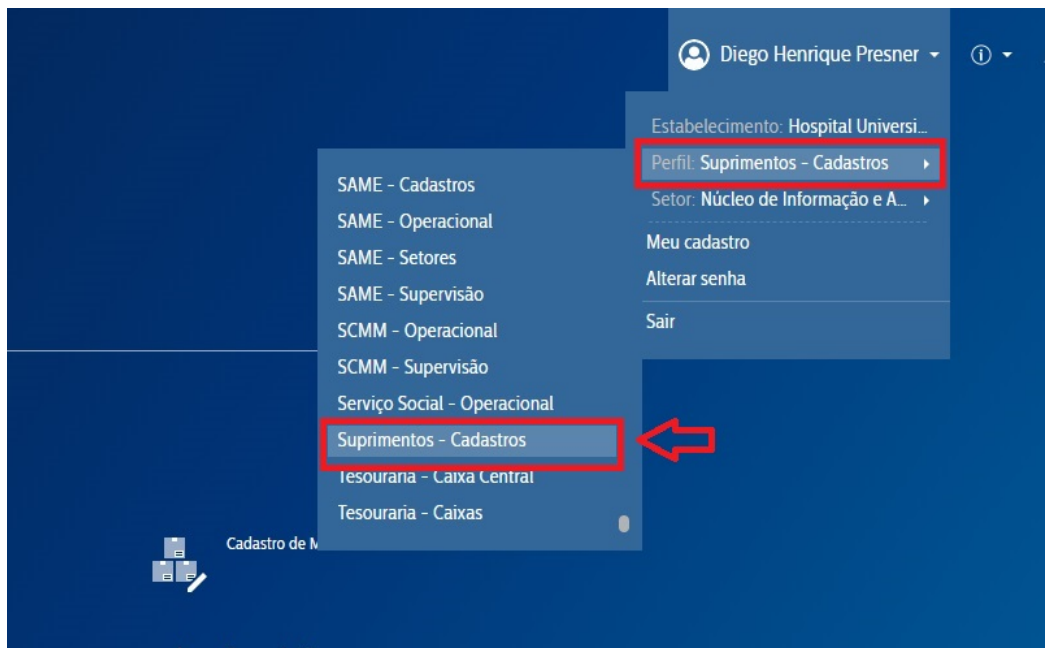 Diego Henrique Presner
Estabelecimento: Hospital Universi...
Perfil: Suprimentos - Cadastros
Setor: Núcleo de Informação e A...
Meu cadastro
Alterar senha
Sair
SAME - Cadastros
SAME - Operacional
SAME - Setores
SAME - Supervisão
SCMM - Operacional
SCMM - Supervisão
Serviço Social - Operacional
Suprimentos - Cadastros
Tesouraria - Caixa Central
Tesouraria - Caixas
Cadastro de M